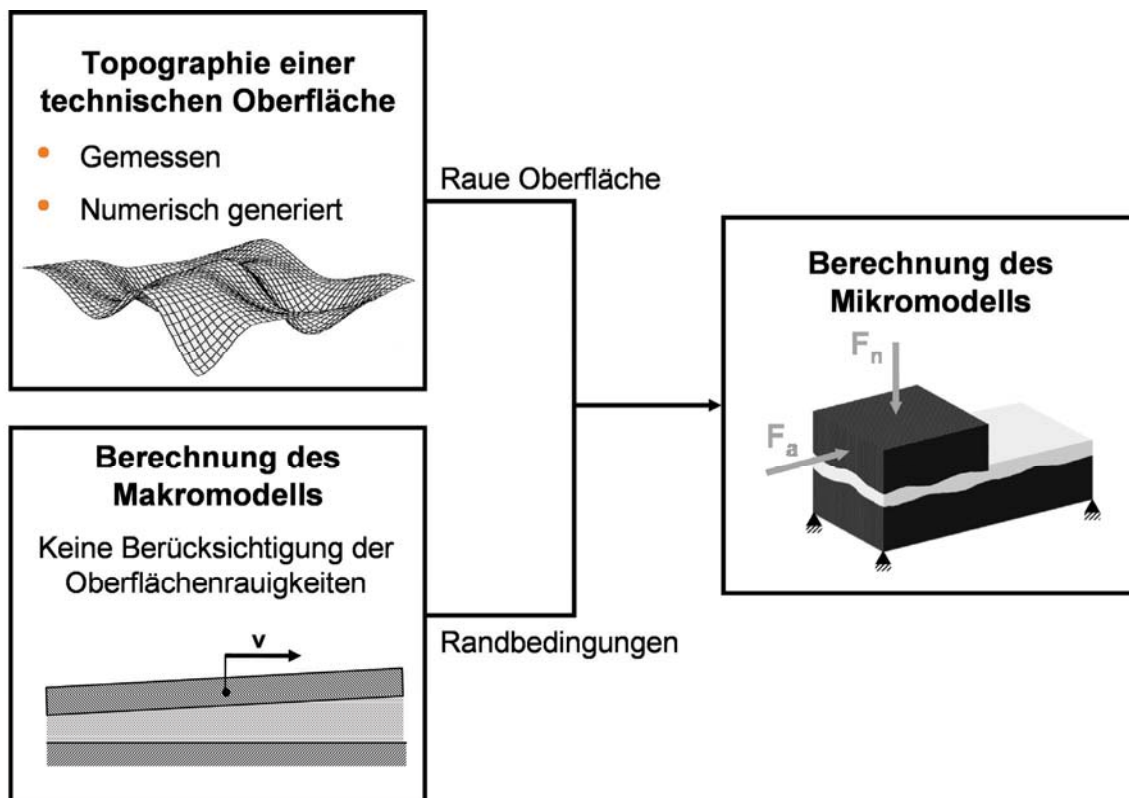 Topographie einer
technischen Oberfläche
• Gemessen
• Numerisch generiert
Raue Oberfläche
Berechnung des
Makromodells
Keine Berücksichtigung der
Oberflächenrauigkeiten
v
Randbedingungen
Berechnung des
Mikromodells
Fn
Fa